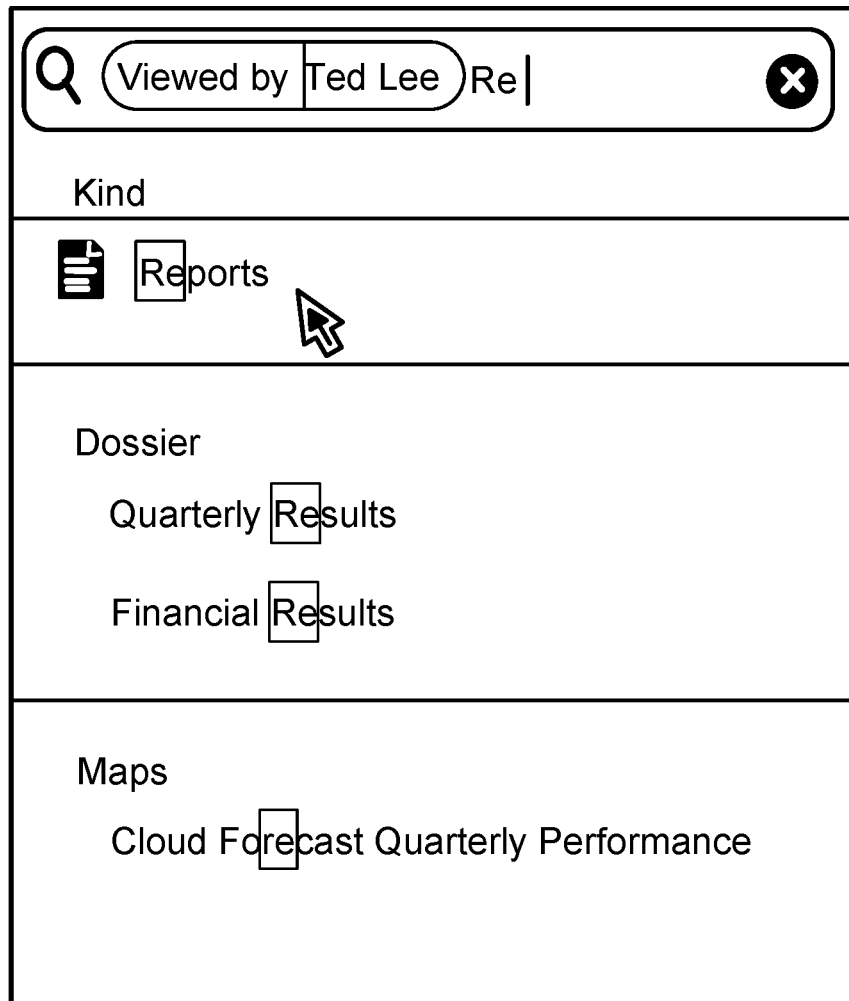 Viewed by Ted Lee Re
Kind
Reports
Dossier
Quarterly Results
Financial Results
Maps
Cloud Forecast Quarterly Performance